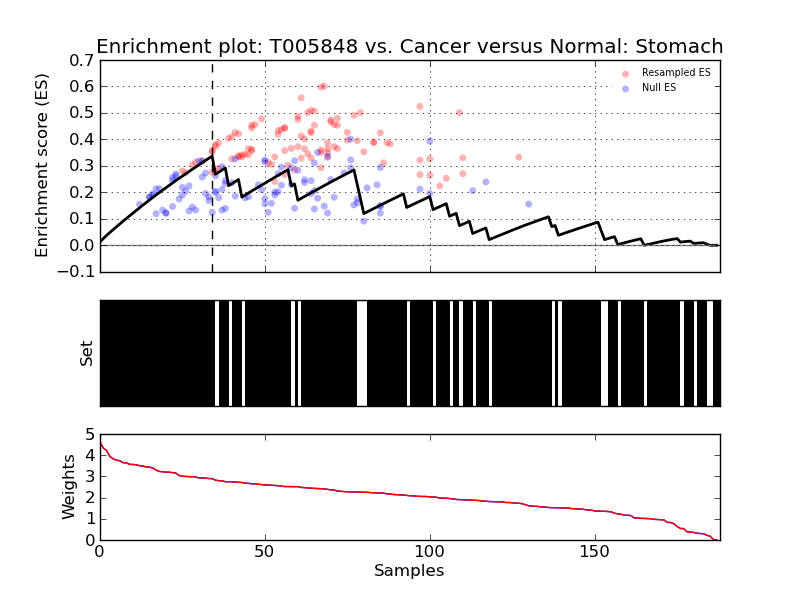 Enrichment plot: T005848 vs. Cancer versus Normal: Stomach
Enrichment score (ES)
0.7
0.6
0.5
0.4
0.3
0.2
0.1
0.0
−0.1
Resampled ES
Null ES
Set
Weights
5
4
3
2
1
0
0 50 100 150
Samples